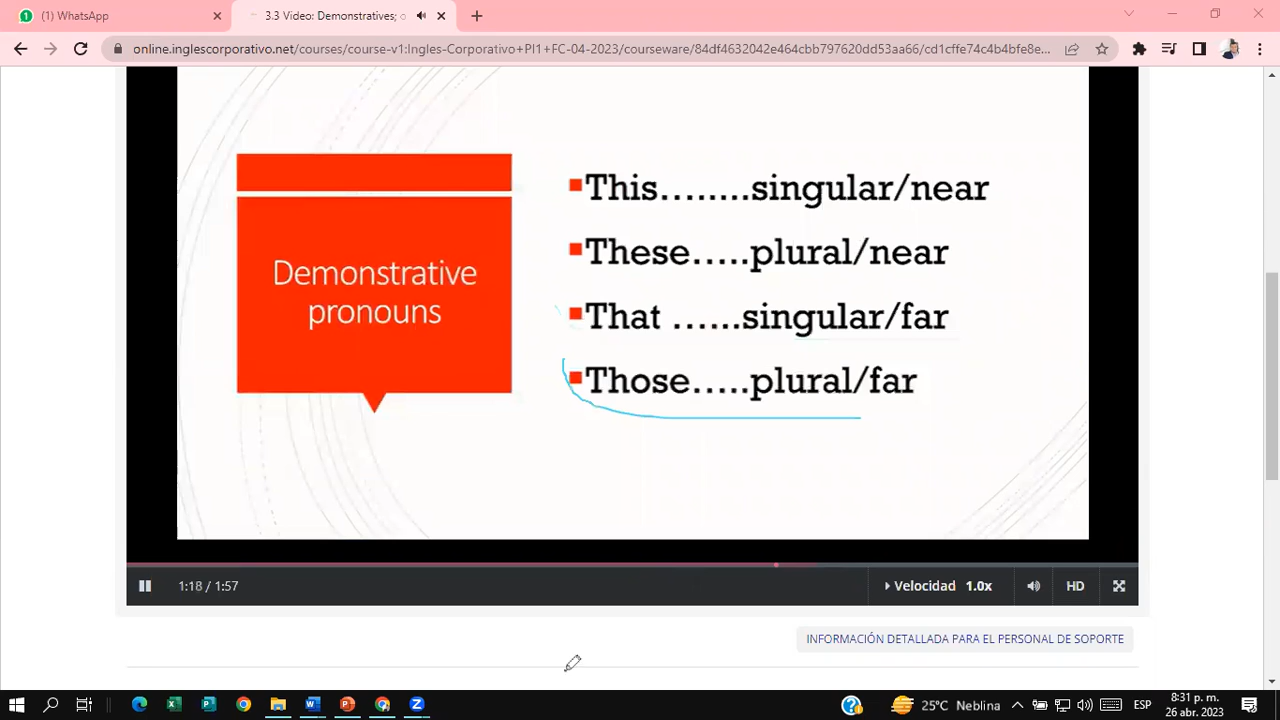 (1) WhatsApp
3.3 Video: Demonstratives; o
online.inglescorporativo.net/courses/course-v1:Ingles-Corporativo+PI1+FC-04-2023/courseware/84df4632042e464cbb797620dd53aa66/cd1cffe74c4b4bfe8e...
Demonstrative
pronouns
This........singular/near
These.....plural/near
That ......singular/far
Those.....plural/far
1:18 / 1:57
Velocidad 1.0x
HD
INFORMACIÓN DETALLADA PARA EL PERSONAL DE SOPORTE
25°C Neblina
ESP
8:31 p. m.
26 abr. 2023